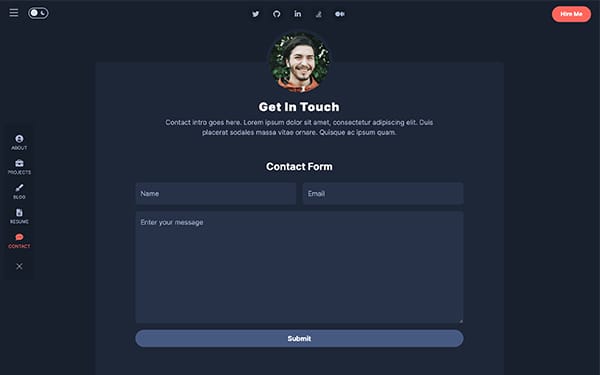 Hire Me
Get In Touch
Contact intro goes here. Lorem ipsum dolor sit amet, consectetur adipiscing elit. Duis
placerat sodales massa vitae ornare. Quisque ac ipsum quam.
ABOUT
PROJECTS
BLOG
RESUME
CONTACT
Contact Form
Name
Email
Enter your message
Submit